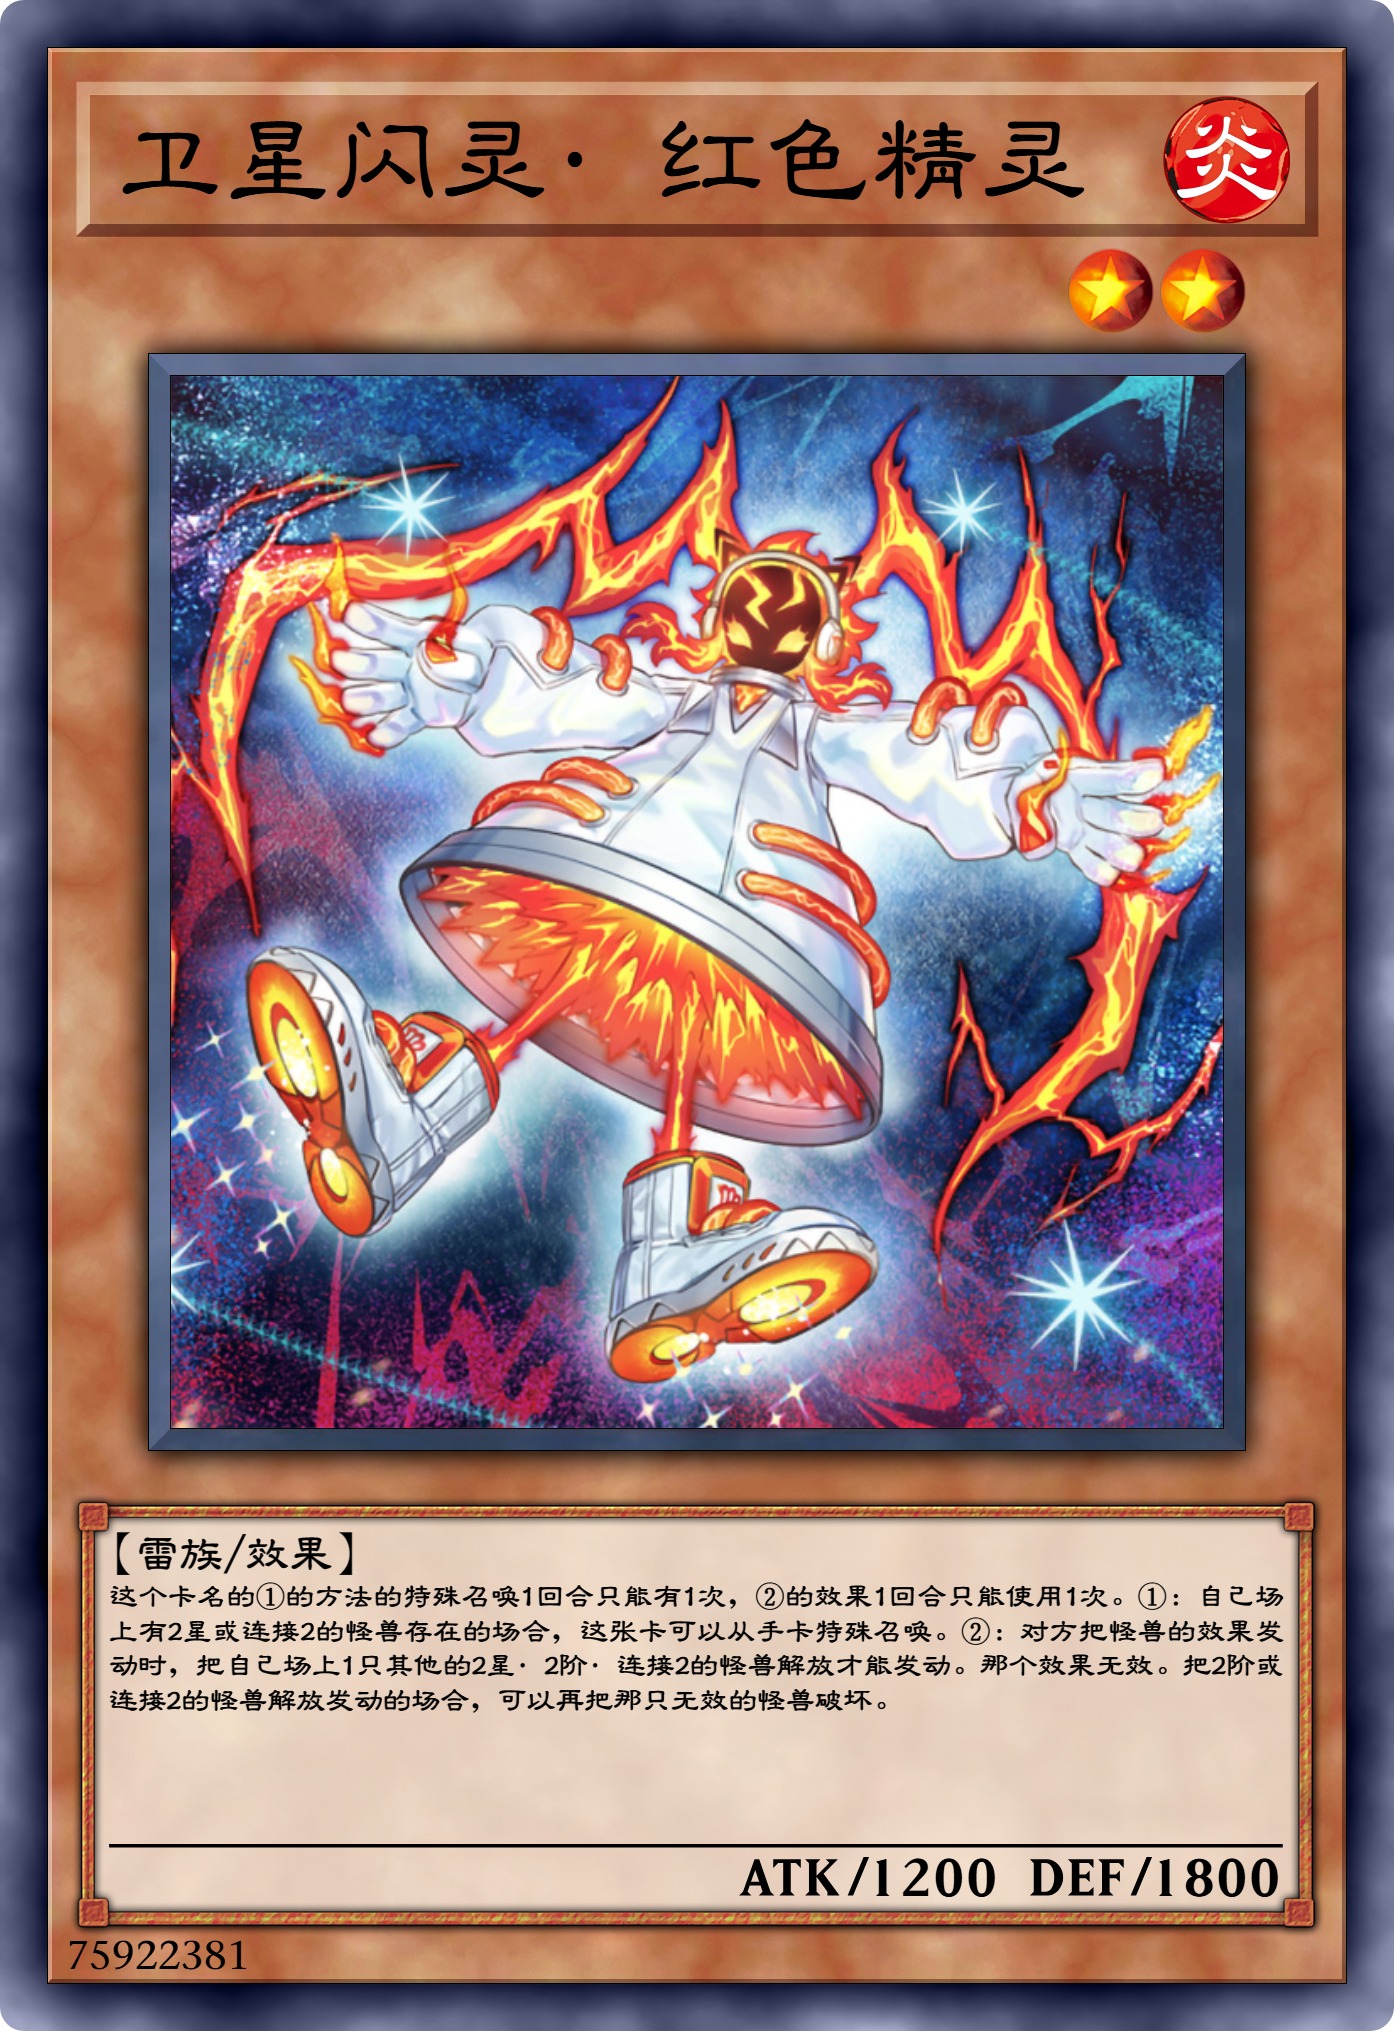 卫星闪灵·红色精灵
炎
【雷族/效果】
这个卡名的①的方法的特殊召唤1回合只能有1次，②的效果1回合只能使用1次。①：自己场
上有2星或连接2的怪兽存在的场合，这张卡可以从手卡特殊召唤。②：对方把怪兽的效果发
动时，把自己场上1只其他的2星·2阶·连接2的怪兽解放才能发动。那个效果无效。把2阶或
连接2的怪兽解放发动的场合，可以再把那只无效的怪兽破坏。
ATK/1200 DEF/1800
75922381